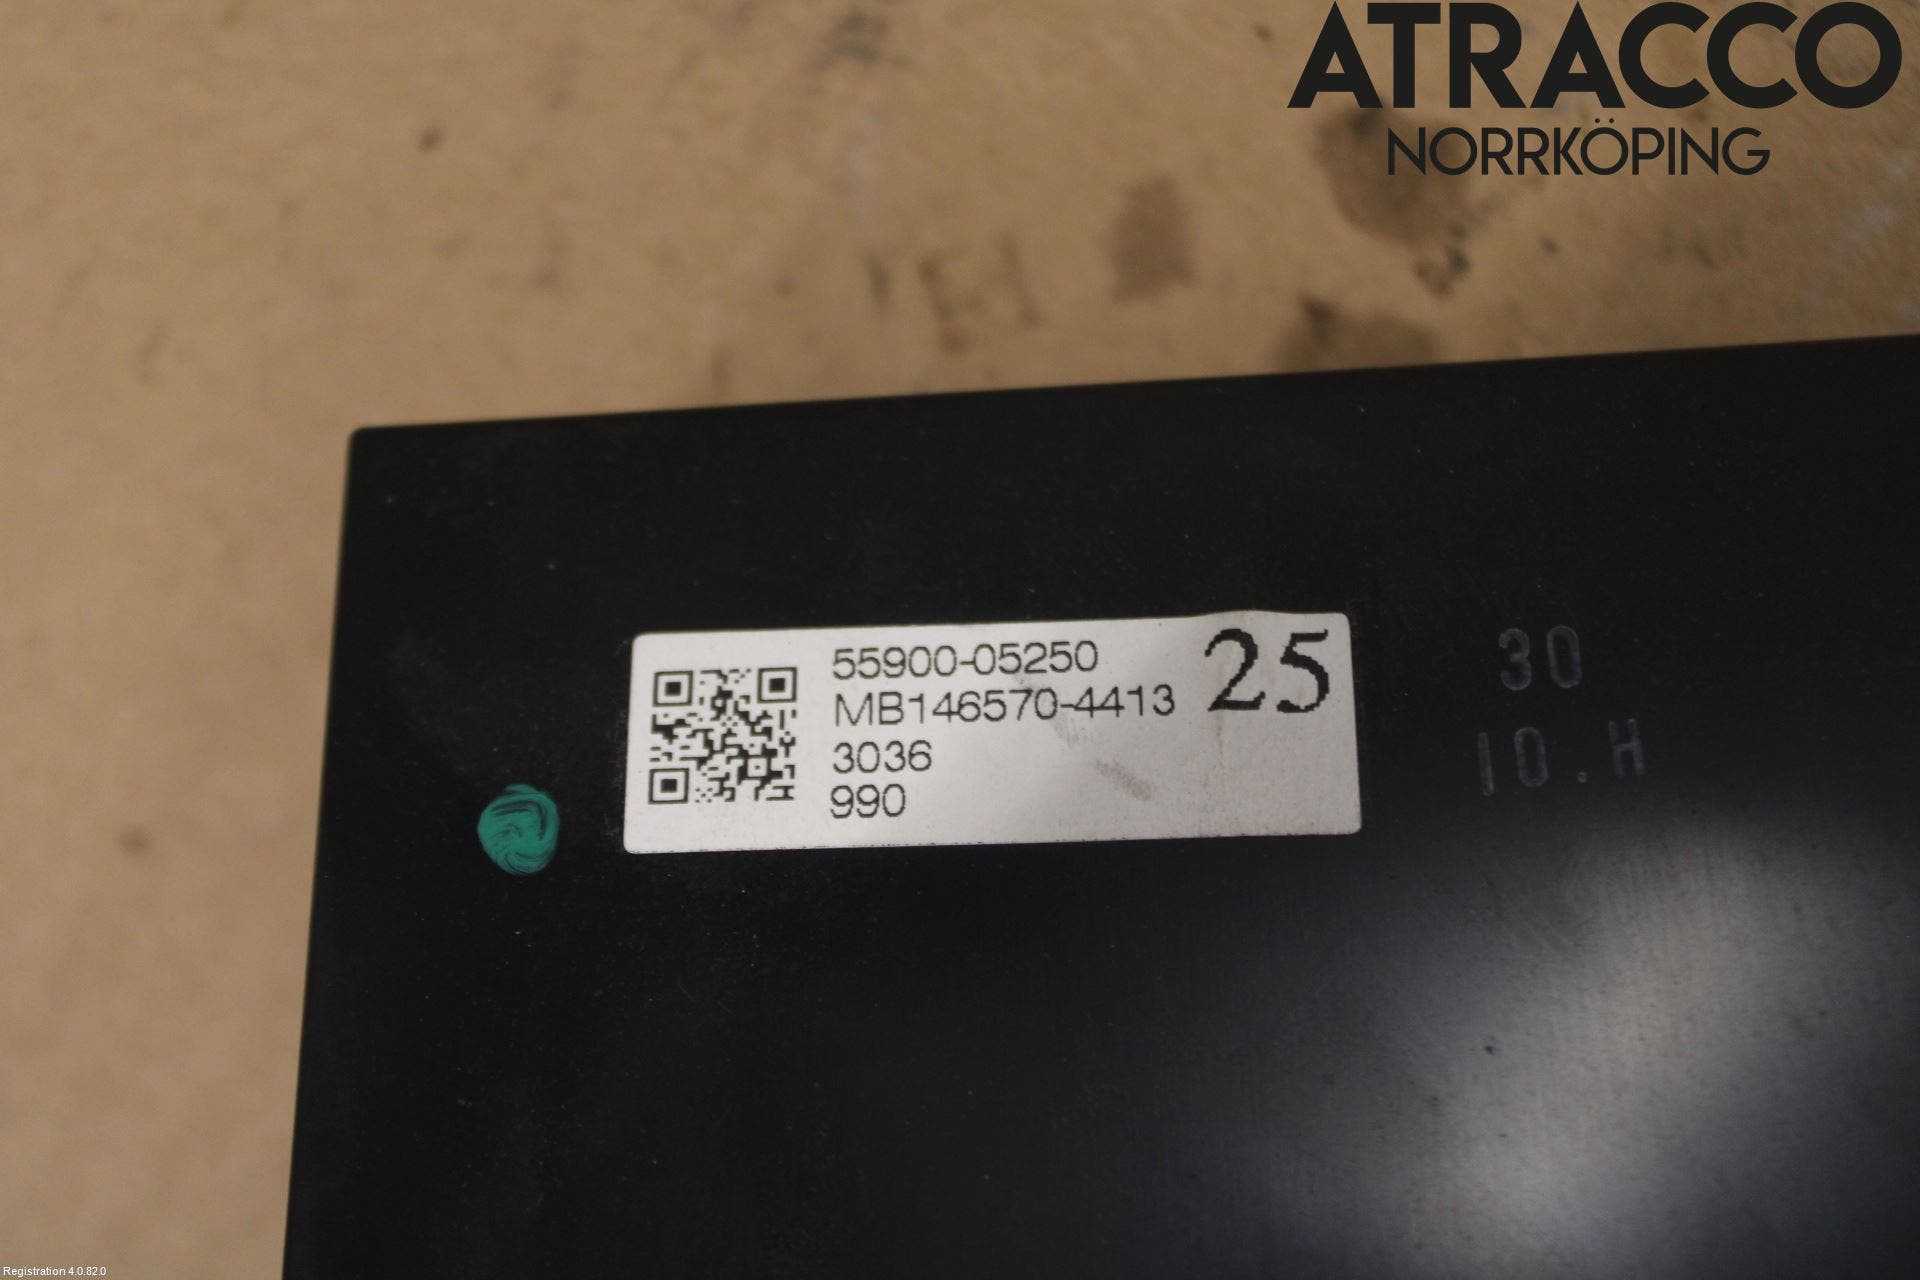 ATRACCO
NORRKÖPING
55900-05250
MB146570-4413
3036
990
25
30
10.H
Registration 4.0.82.0